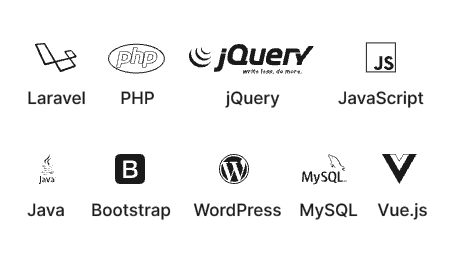 php jQuery JS
write less, do more.
Laravel PHP jQuery JavaScript
Java B W MySQL
Java Bootstrap WordPress MySQL Vue.js